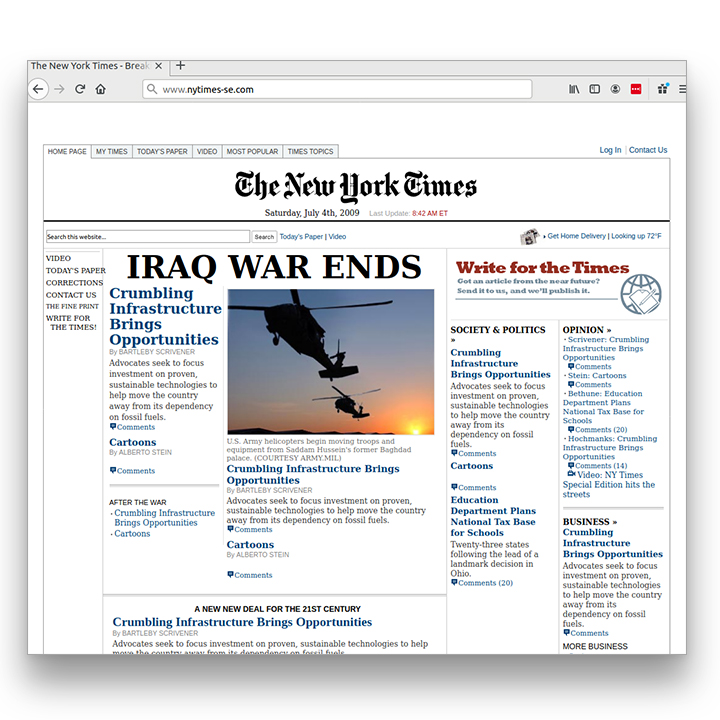 The New York Times - Break
www.nytimes-se.com
HOME PAGE MY TIMES TODAY'S PAPER VIDEO MOST POPULAR TIMES TOPICS
Log In Contact Us
The New York Times
Saturday, July 4th, 2009 Last Update: 8:42 AM ET
Search this website... Search Today's Paper | Video
Get Home Delivery | Looking up 72°F
VIDEO
TODAY'S PAPER
CORRECTIONS
CONTACT US
THE FINE PRINT
WRITE FOR
THE TIMES!
IRAQ WAR ENDS
Crumbling
Infrastructure
Brings
Opportunities
By BARTLEBY SCRIVENER
Advocates seek to focus
investment on proven,
sustainable technologies to
help move the country
away from its dependency
on fossil fuels.
Comments
Cartoons
By ALBERTO STEIN
Comments
AFTER THE WAR
· Crumbling Infrastructure
Brings Opportunities
· Cartoons
U.S. Army helicopters begin moving troops and
equipment from Saddam Hussein's former Baghdad
palace. (COURTESY ARMY.MIL)
Crumbling Infrastructure Brings
Opportunities
By BARTLEBY SCRIVENER
Advocates seek to focus investment on proven,
sustainable technologies to help move the country
away from its dependency on fossil fuels.
Comments
Cartoons
By ALBERTO STEIN
Comments
A NEW NEW DEAL FOR THE 21ST CENTURY
Crumbling Infrastructure Brings Opportunities
By BARTLEBY SCRIVENER
Advocates seek to focus investment on proven, sustainable technologies to help
move the country away from its dependency on fossil fuels.
Write for the Times
Got an article from the near future?
Send it to us, and we'll publish it.
SOCIETY & POLITICS
»
Crumbling
Infrastructure
Brings Opportunities
Advocates seek to focus
investment on proven,
sustainable technologies
to help move the country
away from its
dependency on fossil
fuels.
Comments
Cartoons
Comments
Education
Department Plans
National Tax Base
for Schools
Twenty-three states
following the lead of a
landmark decision in
Ohio.
Comments (20)
OPINION »
· Scrivener: Crumbling
Infrastructure Brings
Opportunities
Comments
· Stein: Cartoons
Comments
· Bethune: Education
Department Plans
National Tax Base for
Schools
Comments (20)
· Hochmanks: Crumbling
Infrastructure Brings
Opportunities
Comments (14)
Video: NY Times
Special Edition hits the
streets
BUSINESS »
Crumbling
Infrastructure
Brings Opportunities
Advocates seek to focus
investment on proven,
sustainable technologies
to help move the country
away from its
dependency on fossil
fuels.
Comments
MORE BUSINESS